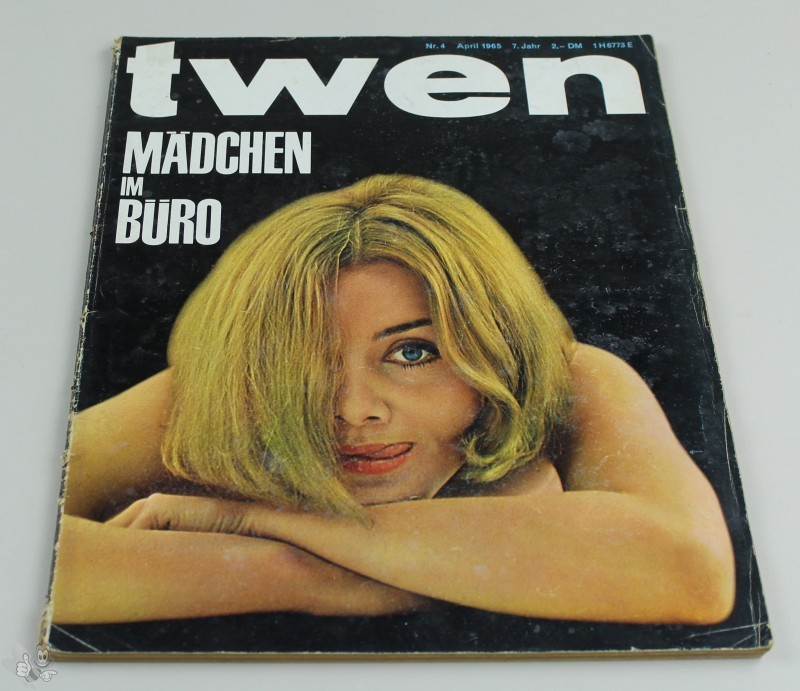 Nr. 4 April 1965 7. Jahr 2,– DM 1 H 6773 E
twen
MÄDCHEN
IM
BÜRO